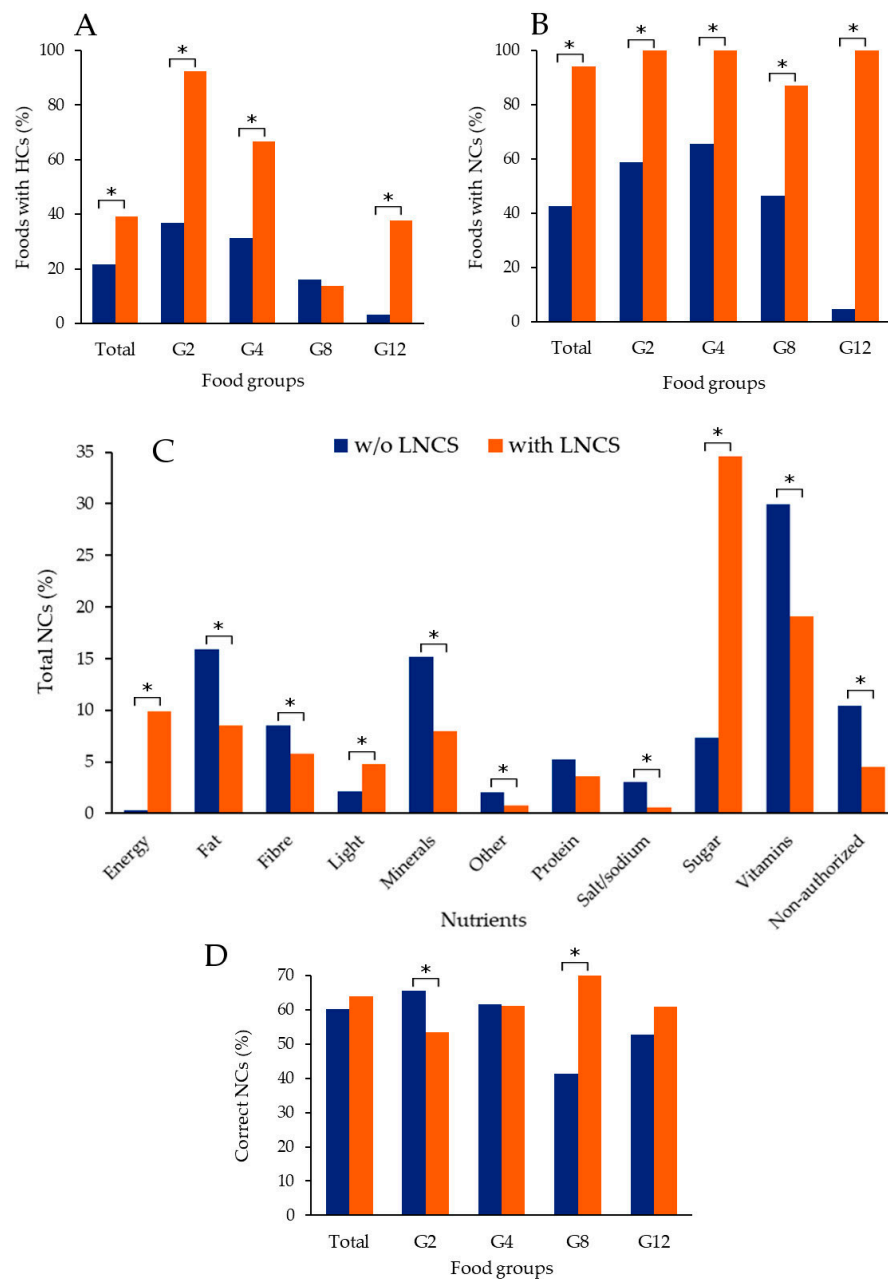 A
Foods with HCs (%)
100
80
60
40
20
0
*
*
*
*
Total G2 G4 G8 G12
Food groups
B
Foods with NCs (%)
100
80
60
40
20
0
*
*
*
*
*
Total G2 G4 G8 G12
Food groups
C
w/o LNCS with LNCS
Total NCs (%)
35
30
25
20
15
10
5
0
*
*
*
*
*
*
*
*
*
*
Energy
Fat
Fibre
Light
Minerals
Other
Protein
Salt/sodium
Sugar
Vitamins
Non-authorized
Nutrients
D
Correct NCs (%)
70
60
50
40
30
20
10
0
*
*
Total G2 G4 G8 G12
Food groups